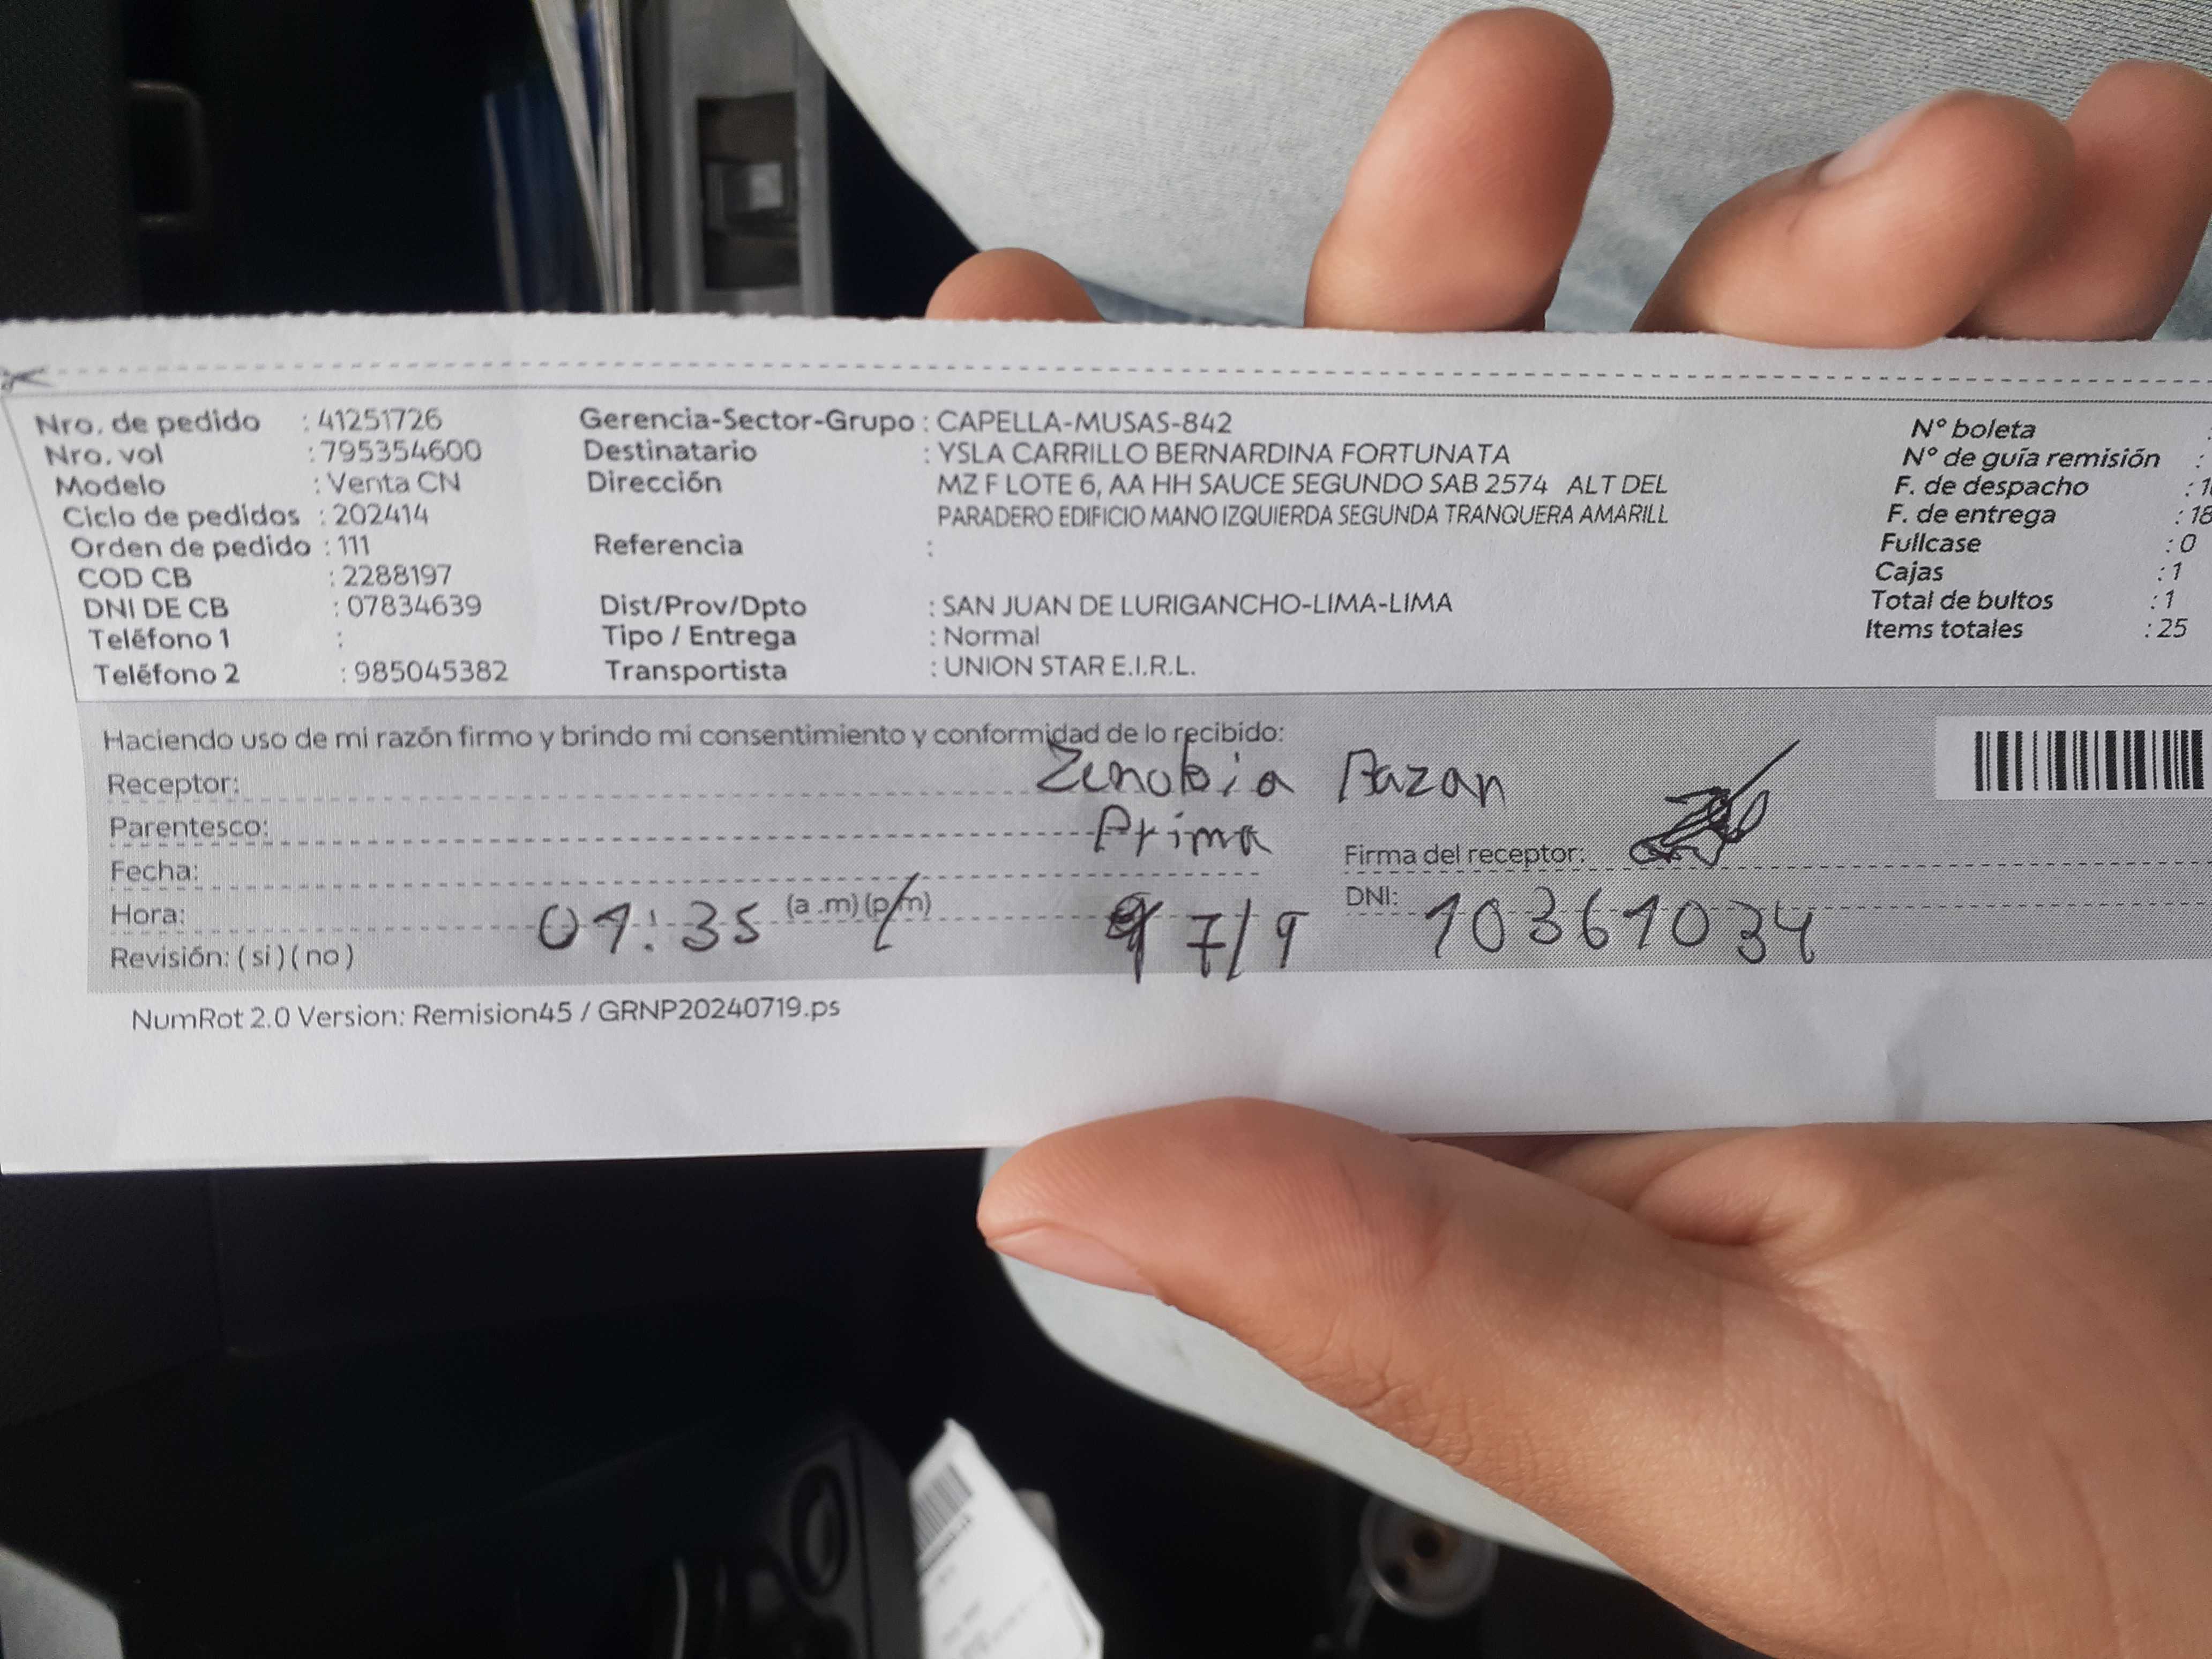 Nro. de pedido : 41251726
Nro. vol : 795354600
Modelo : Venta CN
Ciclo de pedidos : 202414
Orden de pedido : 111
COD CB : 2288197
DNI DE CB : 07834639
Teléfono 1 :
Teléfono 2 : 985045382
Gerencia-Sector-Grupo : CAPELLA-MUSAS-842
Destinatario : YSLA CARRILLO BERNARDINA FORTUNATA
Dirección MZ F LOTE 6, AA HH SAUCE SEGUNDO SAB 2574 ALT DEL
PARADERO EDIFICIO MANO IZQUIERDA SEGUNDA TRANQUERA AMARILL
Referencia :
Dist/Prov/Dpto : SAN JUAN DE LURIGANCHO-LIMA-LIMA
Tipo / Entrega : Normal
Transportista : UNION STAR E.I.R.L.
N° boleta :
N° de guía remisión :
F. de despacho :
F. de entrega : 18
Fullcase : 0
Cajas : 1
Total de bultos : 1
Items totales : 25
Haciendo uso de mi razón firmo y brindo mi consentimiento y conformidad de lo recibido:
Receptor: Zenobia
Parentesco: Prima
Firma del receptor:
Fecha:
Hora: 01:35 (a .m) (p/m) 7/9
DNI: 10361034
Revisión: ( si ) ( no )
NumRot 2.0 Version: Remision45 / GRNP20240719.ps